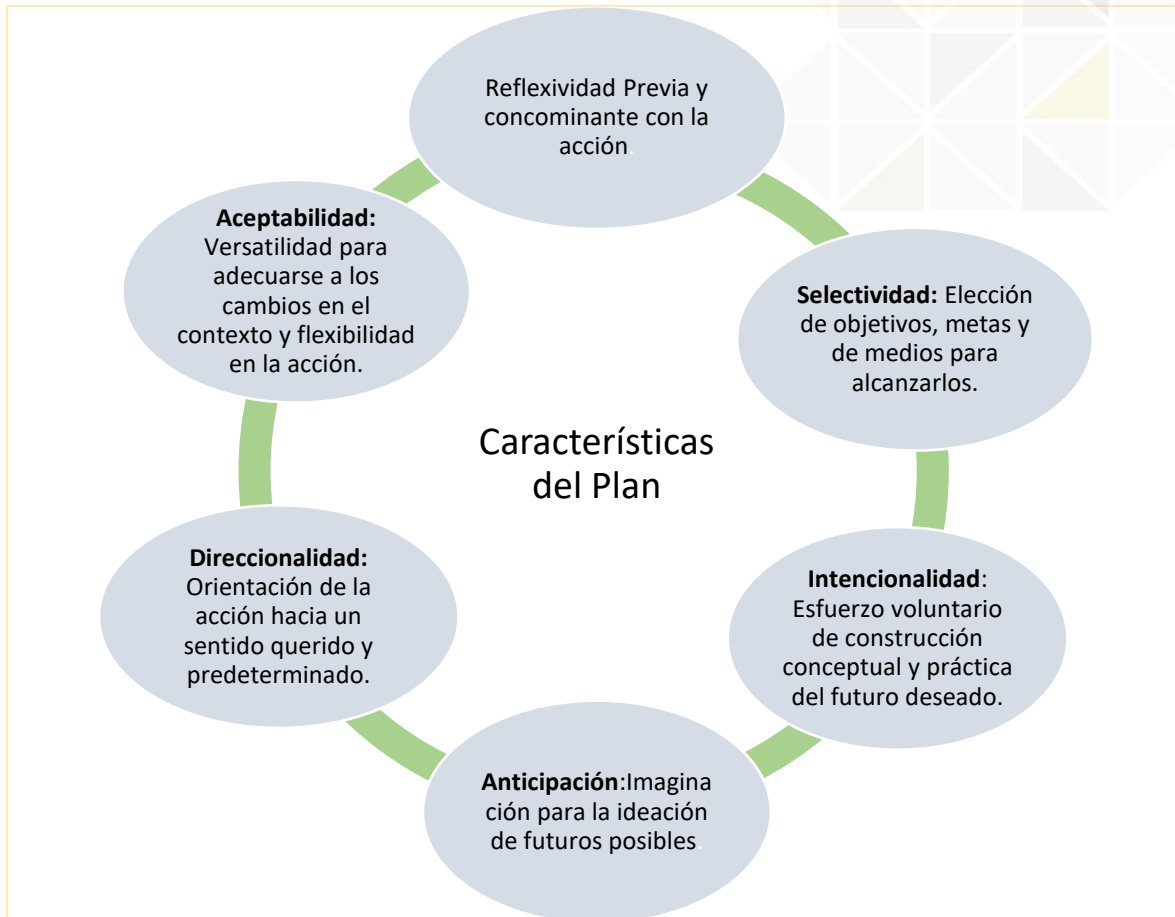 Reflexividad Previa y
concominante con la
acción.
Selectividad: Elección
de objetivos, metas y
de medios para
alcanzarlos.
Intencionalidad:
Esfuerzo voluntario
de construcción
conceptual y práctica
del futuro deseado.
Anticipación:Imagina
ción para la ideación
de futuros posibles.
Direccionalidad:
Orientación de la
acción hacia un
sentido querido y
predeterminado.
Aceptabilidad:
Versatilidad para
adecuarse a los
cambios en el
contexto y flexibilidad
en la acción.
Características
del Plan